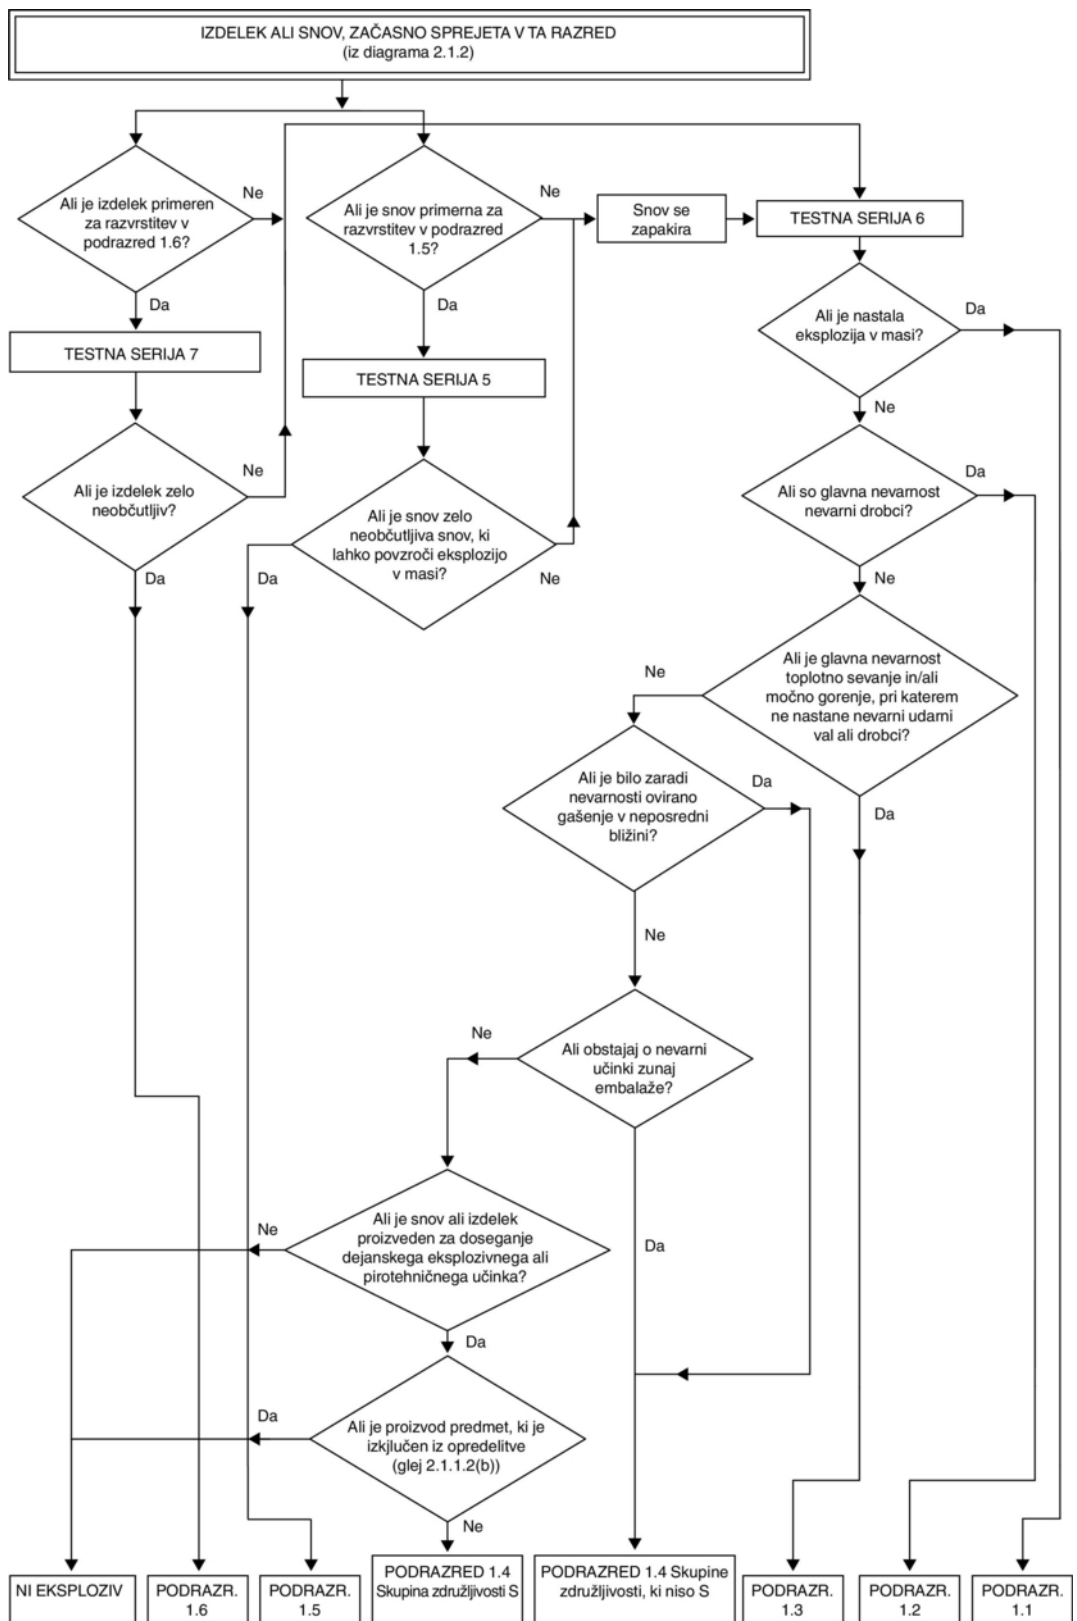 IZDELEK ALI SNOV, ZAČASNO SPREJETA V TA RAZRED
(iz diagrama 2.1.2)
Ali je izdelek primeren
za razvrstitev v
podrazred 1.6?
Ne
Da
Ali je snov primerna za
razvrstitev v podrazred
1.5?
Ne
Da
Snov se
zapakira
TESTNA SERIJA 6
TESTNA SERIJA 7
TESTNA SERIJA 5
Ali je nastala
eksplozija v masi?
Da
Ne
Ali je izdelek zelo
neobčutljiv?
Ne
Da
Ali je snov zelo
neobčutljiva snov, ki
lahko povzroči eksplozijo
v masi?
Da
Ne
Ali so glavna nevarnost
nevarni drobci?
Da
Ne
Ali je glavna nevarnost
toplotno sevanje in/ali
močno gorenje, pri katerem
ne nastane nevarni udarni
val ali drobci?
Ne
Da
Ali je bilo zaradi
nevarnosti ovirano
gašenje v neposredni
bližini?
Da
Ne
Ali obstajaj o nevarni
učinki zunaj
embalaže?
Ne
Da
Ali je snov ali izdelek
proizveden za doseganje
dejanskega eksplozivnega ali
pirotehničnega učinka?
Ne
Da
Ali je proizvod predmet, ki je
izkjlučen iz opredelitve
(glej 2.1.1.2(b))
Da
Ne
NI EKSPLOZIV
PODRAZR.
1.6
PODRAZR.
1.5
PODRAZRED 1.4
Skupina združljivosti S
PODRAZRED 1.4 Skupine
združljivosti, ki niso S
PODRAZR.
1.3
PODRAZR.
1.2
PODRAZR.
1.1